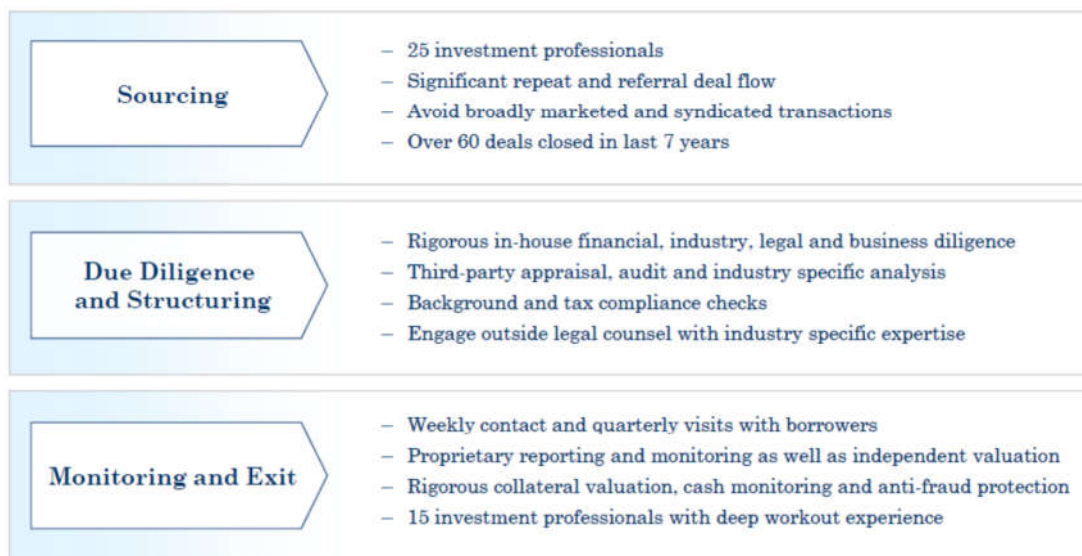 Sourcing
– 25 investment professionals
– Significant repeat and referral deal flow
– Avoid broadly marketed and syndicated transactions
– Over 60 deals closed in last 7 years
Due Diligence
and Structuring
– Rigorous in-house financial, industry, legal and business diligence
– Third-party appraisal, audit and industry specific analysis
– Background and tax compliance checks
– Engage outside legal counsel with industry specific expertise
Monitoring and Exit
– Weekly contact and quarterly visits with borrowers
– Proprietary reporting and monitoring as well as independent valuation
– Rigorous collateral valuation, cash monitoring and anti-fraud protection
– 15 investment professionals with deep workout experience